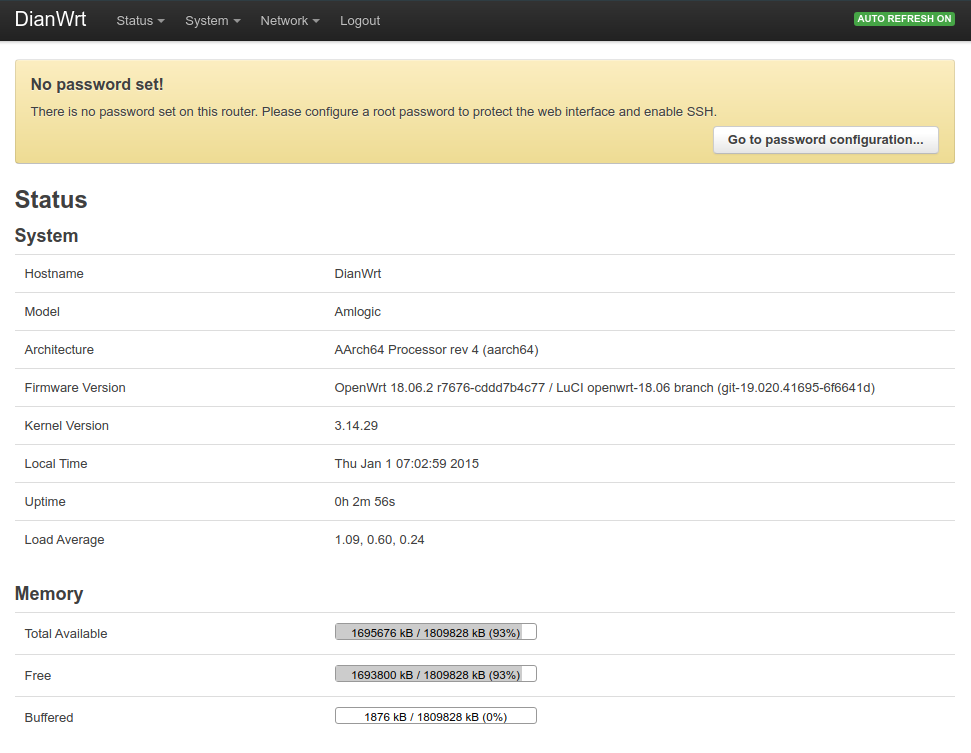 DianWrt Status System Network Logout AUTO REFRESH ON
No password set!
There is no password set on this router. Please configure a root password to protect the web interface and enable SSH.
Go to password configuration...
Status
System
Hostname DianWrt
Model Amlogic
Architecture AArch64 Processor rev 4 (aarch64)
Firmware Version OpenWrt 18.06.2 r7676-cddd7b4c77 / LuCI openwrt-18.06 branch (git-19.020.41695-6f6641d)
Kernel Version 3.14.29
Local Time Thu Jan 1 07:02:59 2015
Uptime 0h 2m 56s
Load Average 1.09, 0.60, 0.24
Memory
Total Available 1695676 kB / 1809828 kB (93%)
Free 1693800 kB / 1809828 kB (93%)
Buffered 1876 kB / 1809828 kB (0%)